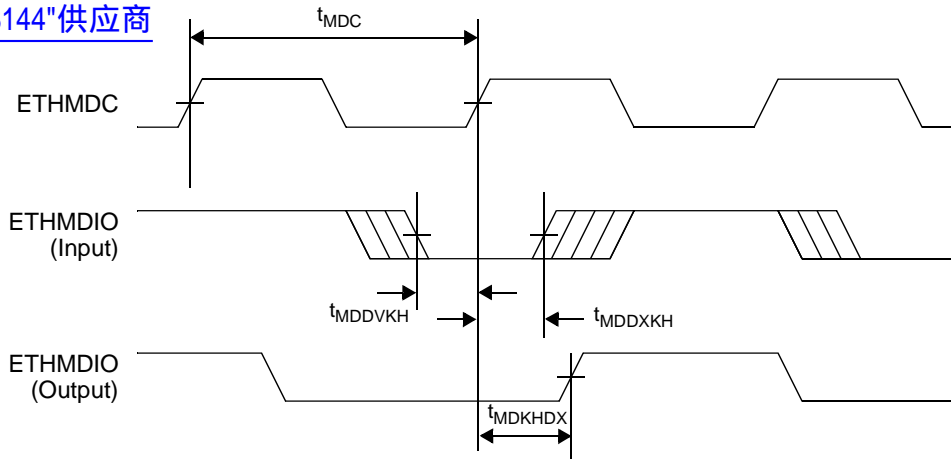 144"供应商
tMDC
ETHMDC
ETHMDIO
(Input)
tMDDVKH
tMDDXKH
ETHMDIO
(Output)
tMDKHDX